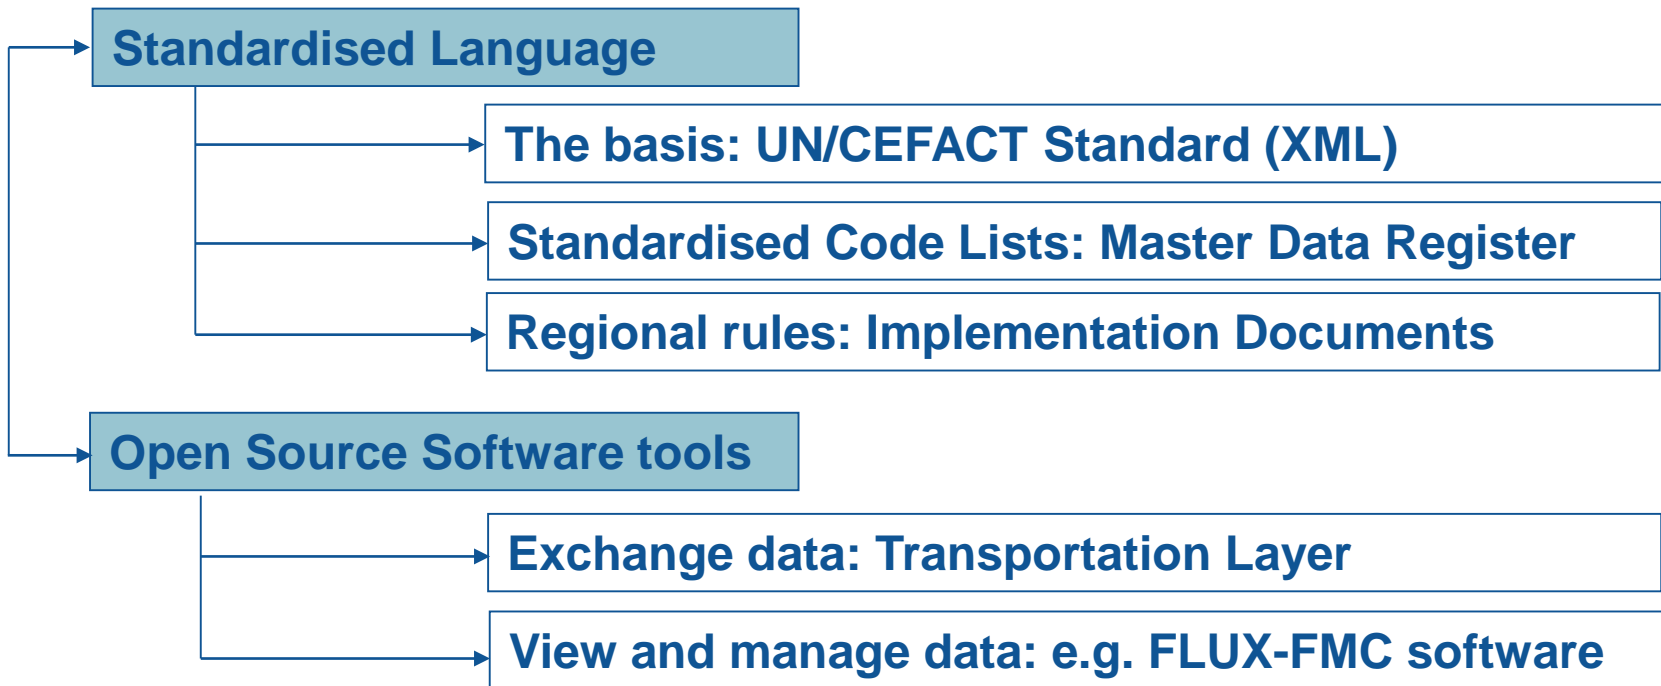 Standardised Language
The basis: UN/CEFACT Standard (XML)
Standardised Code Lists: Master Data Register
Regional rules: Implementation Documents
Open Source Software tools
Exchange data: Transportation Layer
View and manage data: e.g. FLUX-FMC software